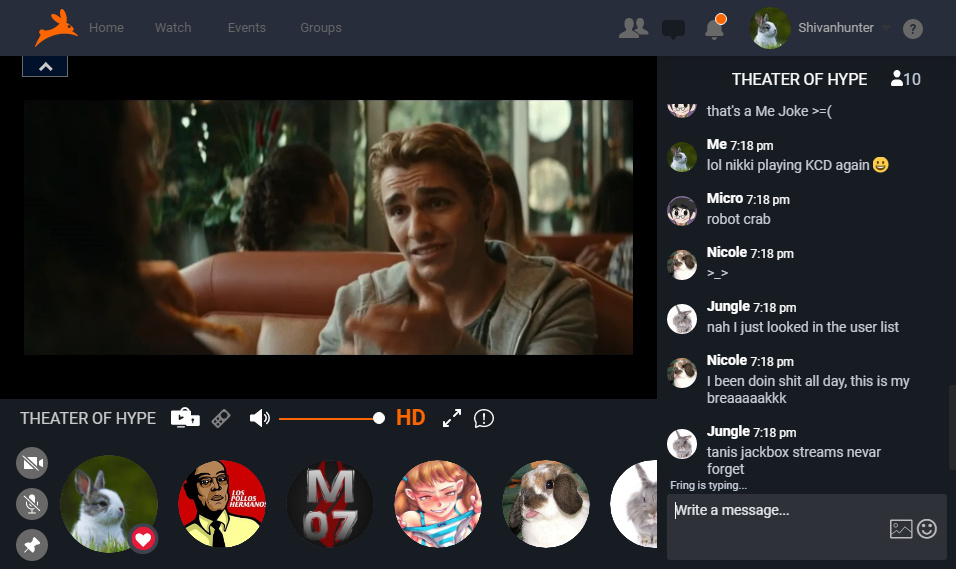 Home Watch Events Groups
Shivanhunter
?
THEATER OF HYPE 10
that's a Me Joke >=(
Me 7:18 pm
lol nikki playing KCD again 😀
Micro 7:18 pm
robot crab
Nicole 7:18 pm
>_>
Jungle 7:18 pm
nah I just looked in the user list
Nicole 7:18 pm
I been doin shit all day, this is my
breaaaaakkk
Jungle 7:18 pm
tanis jackbox streams nevar
forget
Fring is typing...
Write a message...
THEATER OF HYPE HD
LOS
POLLOS
HERMANOS
M
07